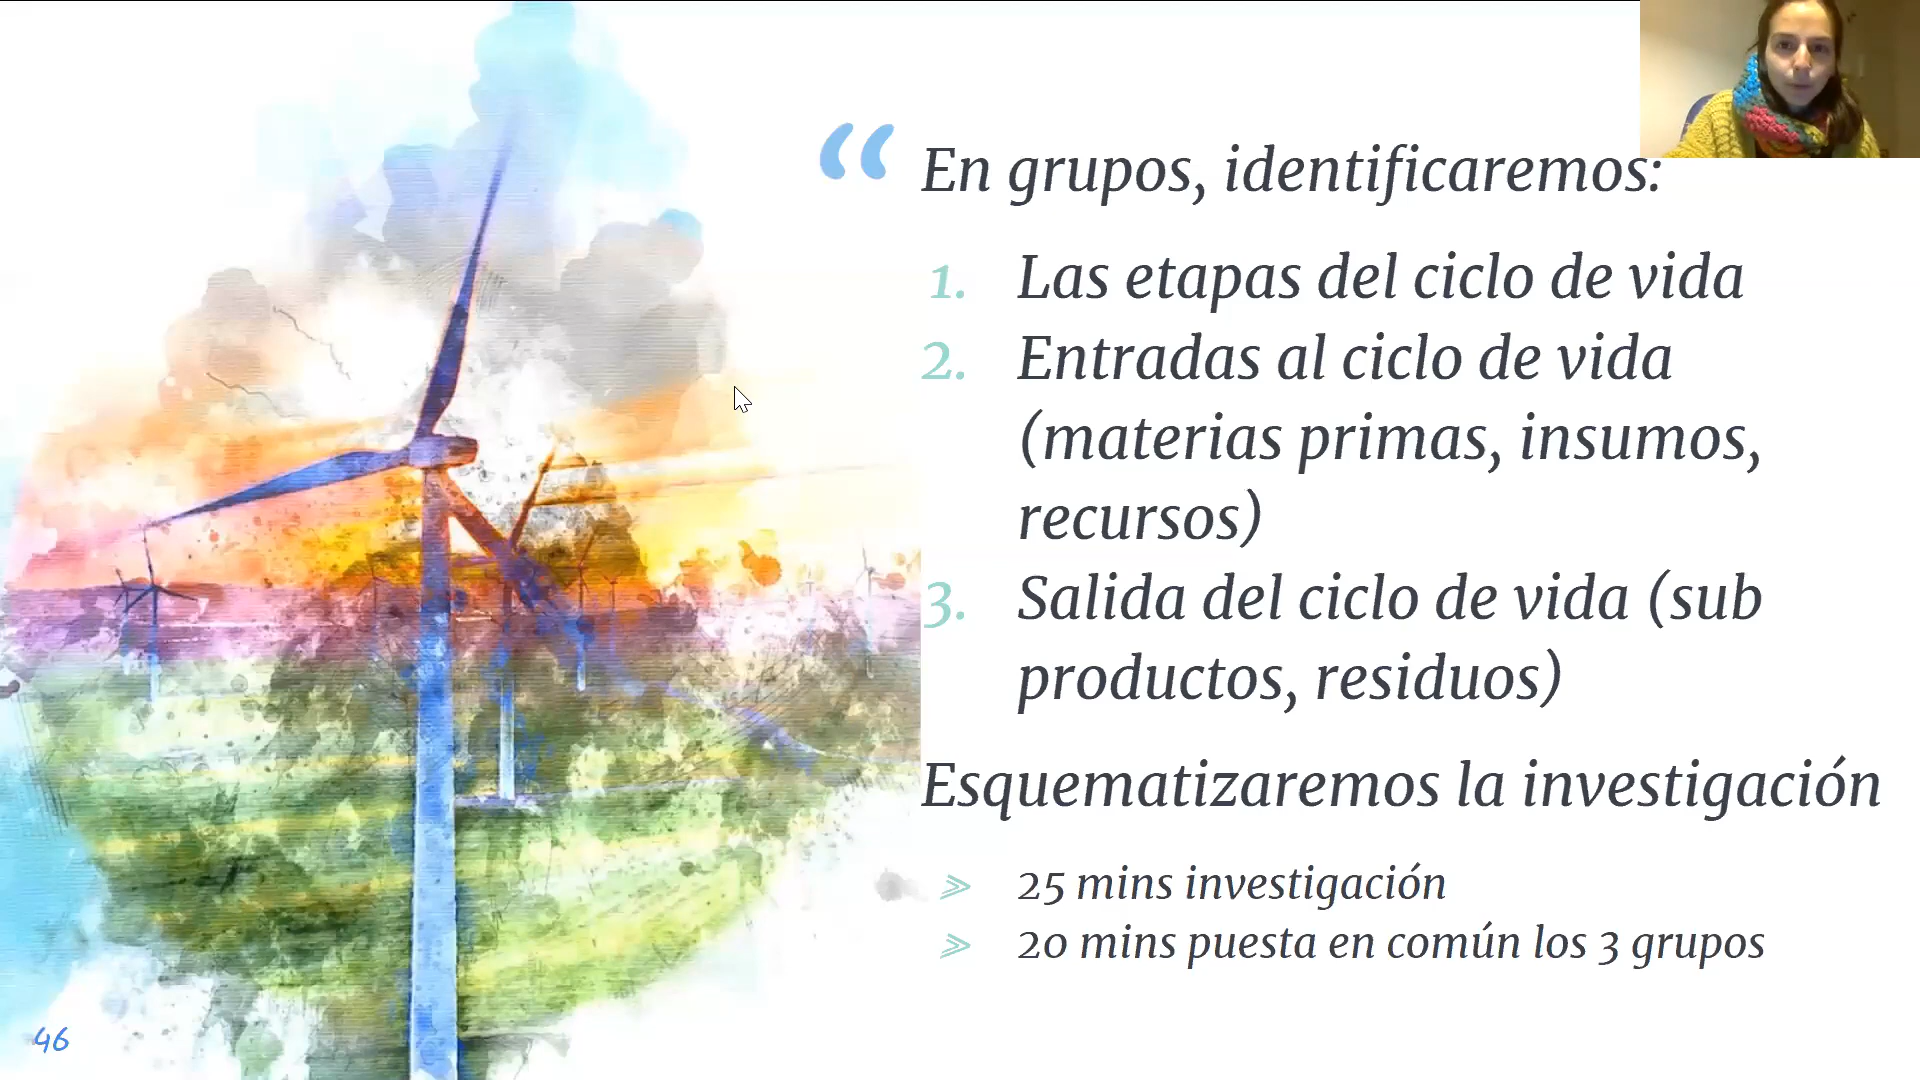 “ En grupos, identificaremos:
1. Las etapas del ciclo de vida
2. Entradas al ciclo de vida
(materias primas, insumos,
recursos)
3. Salida del ciclo de vida (sub
productos, residuos)
Esquematizaremos la investigación
⪢ 25 mins investigación
⪢ 20 mins puesta en común los 3 grupos
46